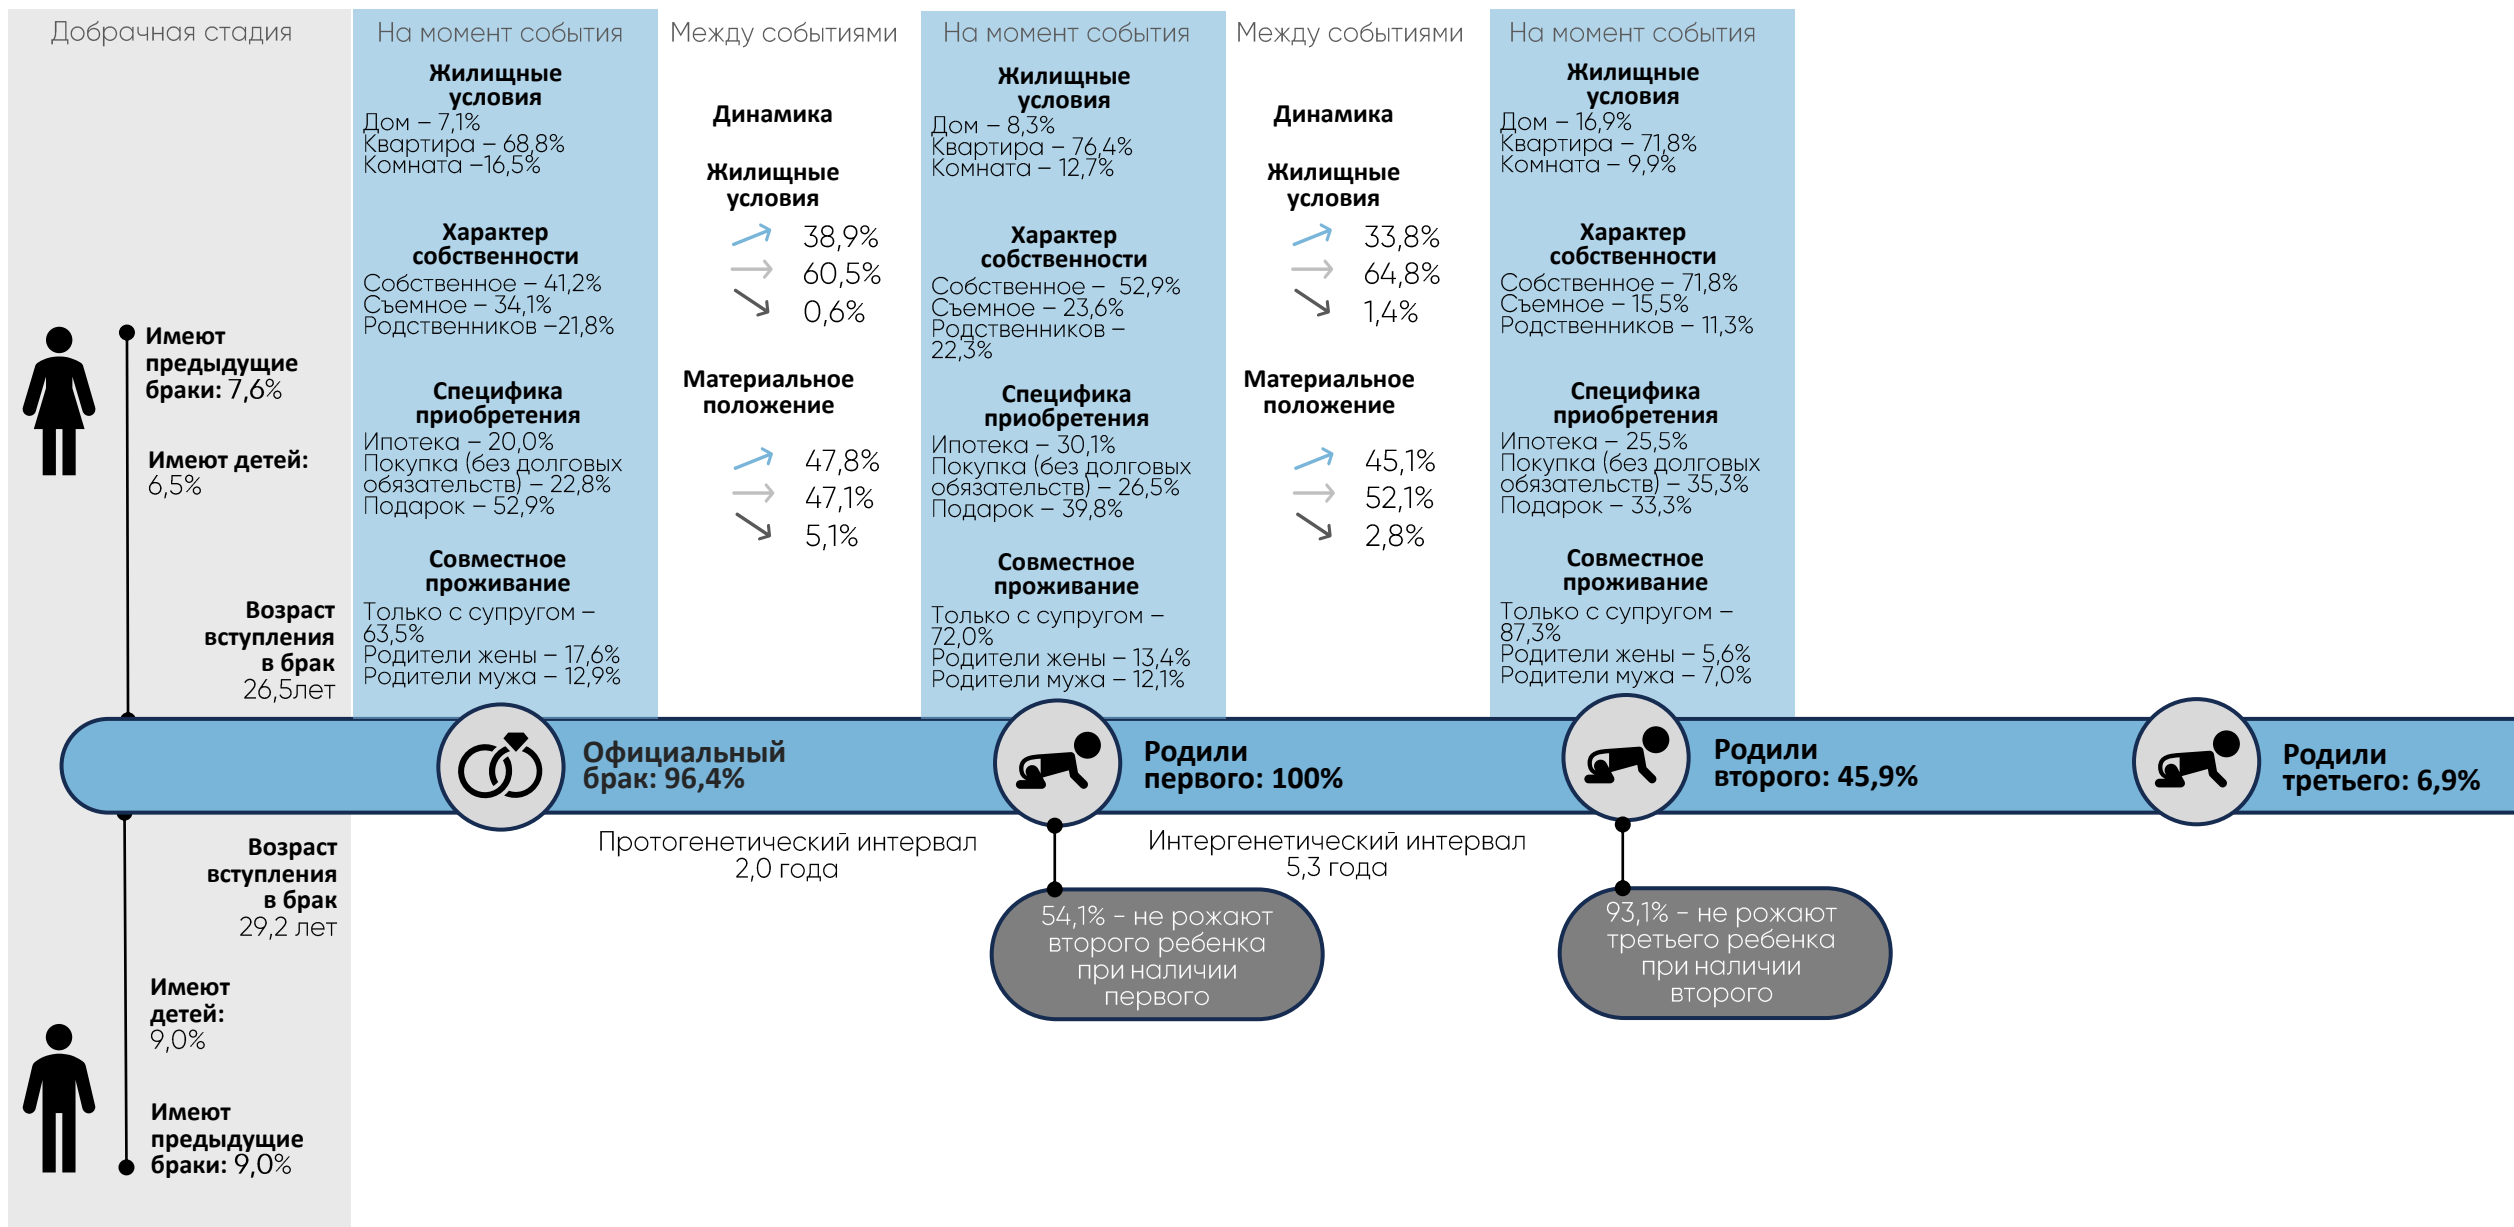 Добрачная стадия
Имеют
предыдущие
браки: 7,6%
Имеют детей:
6,5%
Возраст
вступления
в брак
26,5лет
На момент события
Жилищные
условия
Дом – 7,1%
Квартира – 68,8%
Комната –16,5%
Характер
собственности
Собственное – 41,2%
Съемное – 34,1%
Родственников –21,8%
Специфика
приобретения
Ипотека – 20,0%
Покупка (без долговых
обязательств) – 22,8%
Подарок – 52,9%
Совместное
проживание
Только с супругом –
63,5%
Родители жены – 17,6%
Родители мужа – 12,9%
Между событиями
Динамика
Жилищные
условия
38,9%
60,5%
0,6%
Материальное
положение
47,8%
47,1%
5,1%
На момент события
Жилищные
условия
Дом – 8,3%
Квартира – 76,4%
Комната – 12,7%
Характер
собственности
Собственное – 52,9%
Съемное – 23,6%
Родственников –
22,3%
Специфика
приобретения
Ипотека – 30,1%
Покупка (без долговых
обязательств) – 26,5%
Подарок – 39,8%
Совместное
проживание
Только с супругом –
72,0%
Родители жены – 13,4%
Родители мужа – 12,1%
Между событиями
Динамика
Жилищные
условия
33,8%
64,8%
1,4%
Материальное
положение
45,1%
52,1%
2,8%
На момент события
Жилищные
условия
Дом – 16,9%
Квартира – 71,8%
Комната – 9,9%
Характер
собственности
Собственное – 71,8%
Съемное – 15,5%
Родственников – 11,3%
Специфика
приобретения
Ипотека – 25,5%
Покупка (без долговых
обязательств) – 35,3%
Подарок – 33,3%
Совместное
проживание
Только с супругом –
87,3%
Родители жены – 5,6%
Родители мужа – 7,0%
Официальный
брак: 96,4%
Родили
первого: 100%
Родили
второго: 45,9%
Родили
третьего: 6,9%
Возраст
вступления
в брак
29,2 лет
Имеют
детей:
9,0%
Имеют
предыдущие
браки: 9,0%
Протогенетический интервал
2,0 года
54,1% - не рожают
второго ребенка
при наличии
первого
Интергенетический интервал
5,3 года
93,1% - не рожают
третьего ребенка
при наличии
второго